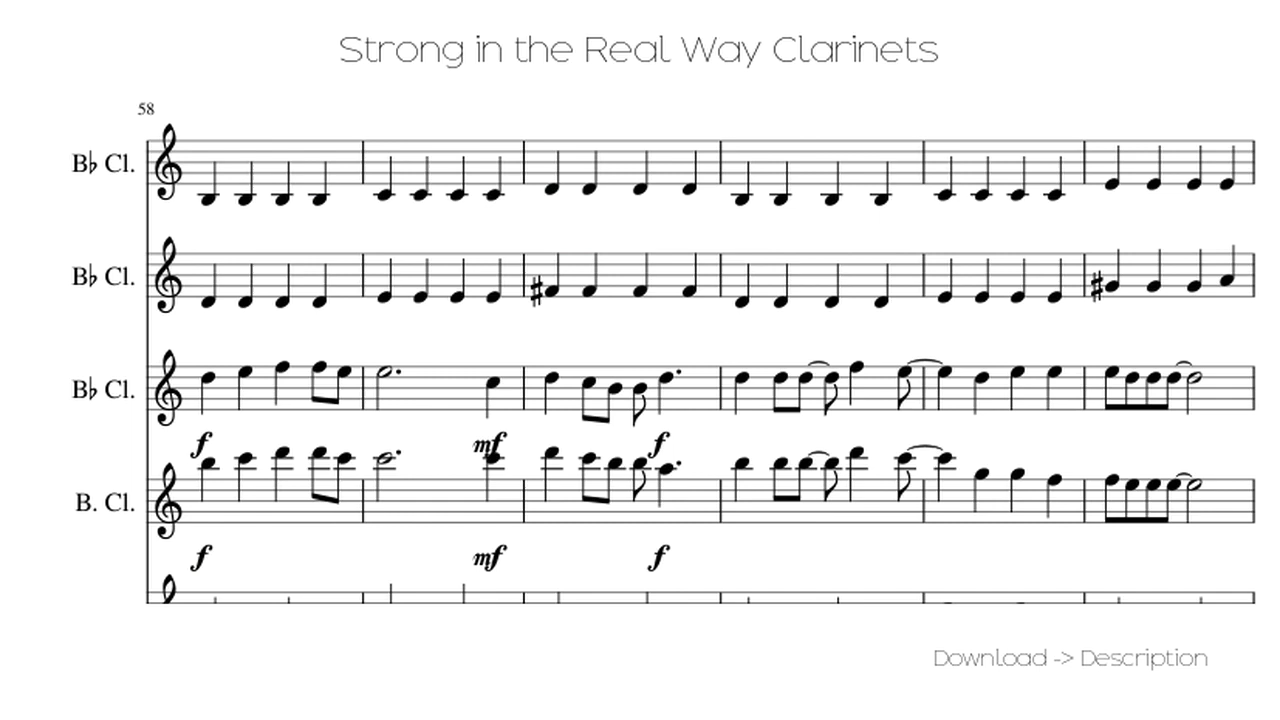 Strong in the Real Way Clarinets
58
B♭ Cl.
B♭ Cl.
B♭ Cl.
f mf f
B. Cl.
f mf f
Download -> Description